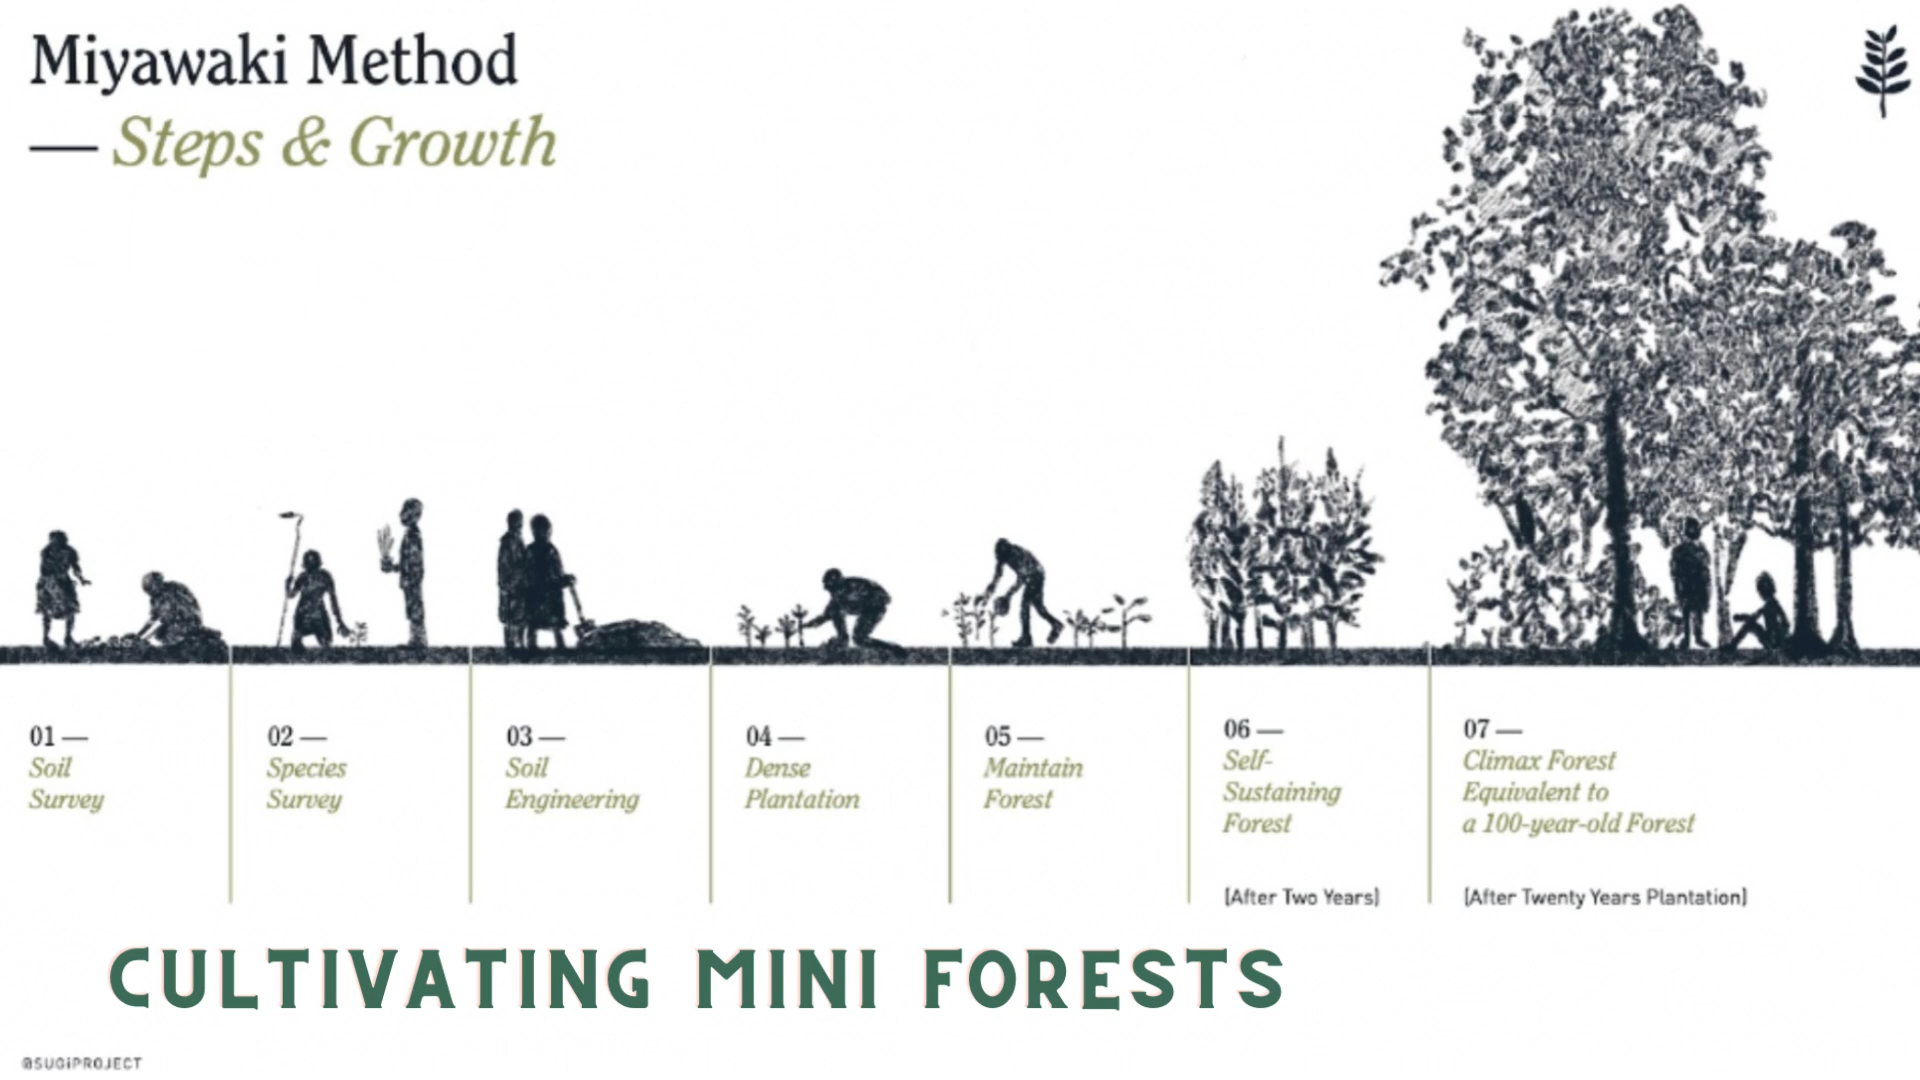 Miyawaki Method
— Steps & Growth
01 —
Soil
Survey
02 —
Species
Survey
03 —
Soil
Engineering
04 —
Dense
Plantation
05 —
Maintain
Forest
06 —
Self-
Sustaining
Forest
[After Two Years]
07 —
Climax Forest
Equivalent to
a 100-year-old Forest
[After Twenty Years Plantation]
CULTIVATING MINI FORESTS
@SUGiPROJECT